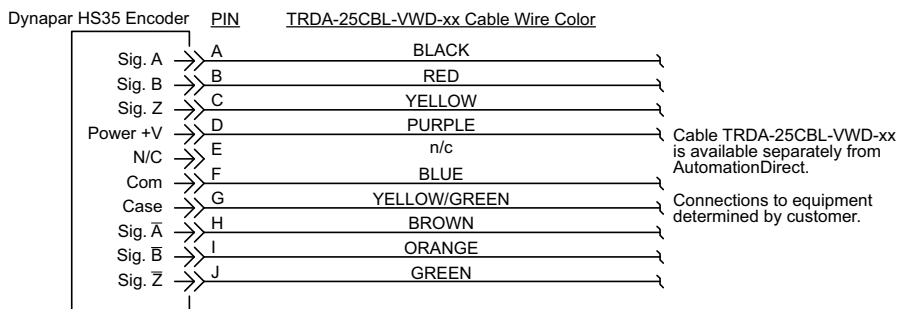 Dynapar HS35 Encoder PIN TRDA-25CBL-VWD-xx Cable Wire Color
Sig. A A BLACK
Sig. B B RED
Sig. Z C YELLOW
Power +V D PURPLE
N/C E n/c
Com F BLUE
Case G YELLOW/GREEN
Sig. A̅ H BROWN
Sig. B̅ I ORANGE
Sig. Z̅ J GREEN
Cable TRDA-25CBL-VWD-xx
is available separately from
AutomationDirect.
Connections to equipment
determined by customer.